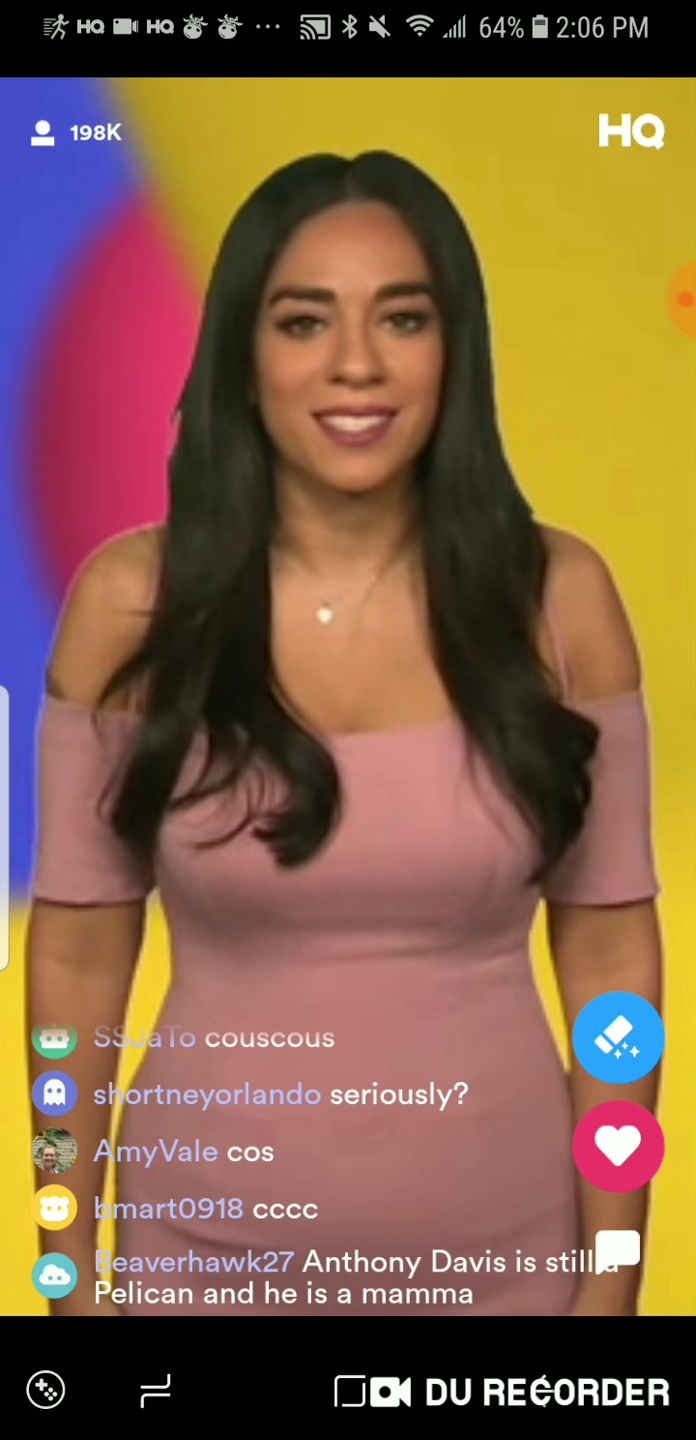 HQ HQ 64% 2:06 PM
198K
HQ
SSJaTo couscous
shortneyorlando seriously?
AmyVale cos
bmart0918 cccc
Beaverhawk27 Anthony Davis is still a
Pelican and he is a mamma
DU RECORDER